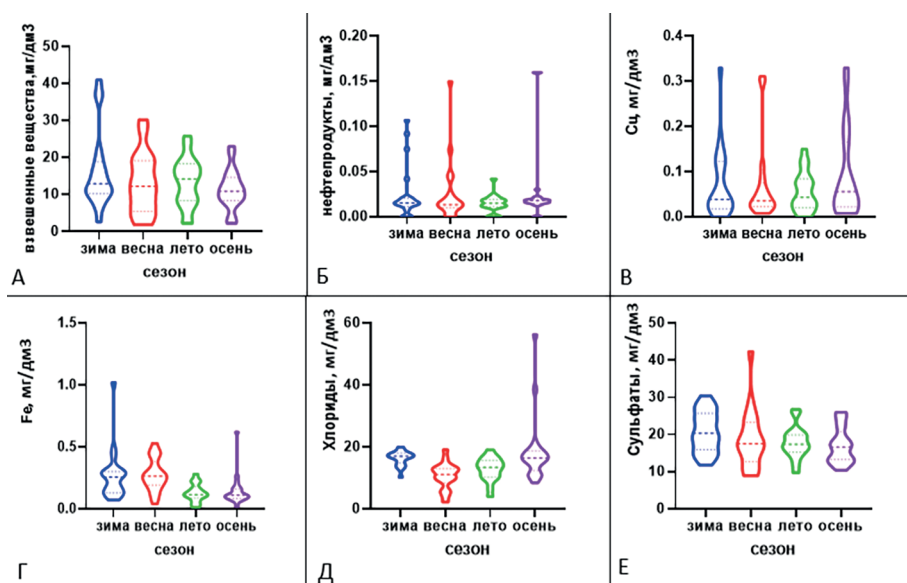 взвешенные вещества,мг/дм3
50
40
30
20
10
0
зима весна лето осень
сезон
А
нефтепродукты, мг/дм3
0.20
0.15
0.10
0.05
0.00
зима весна лето осень
сезон
Б
Cц, мг/дм3
0.4
0.3
0.2
0.1
0.0
зима весна лето осень
сезон
В
Fe, мг/дм3
1.5
1.0
0.5
0.0
зима весна лето осень
сезон
Г
Хлориды, мг/дм3
60
40
20
0
зима весна лето осень
сезон
Д
Сульфаты, мг/дм3
50
40
30
20
10
0
зима весна лето осень
сезон
Е